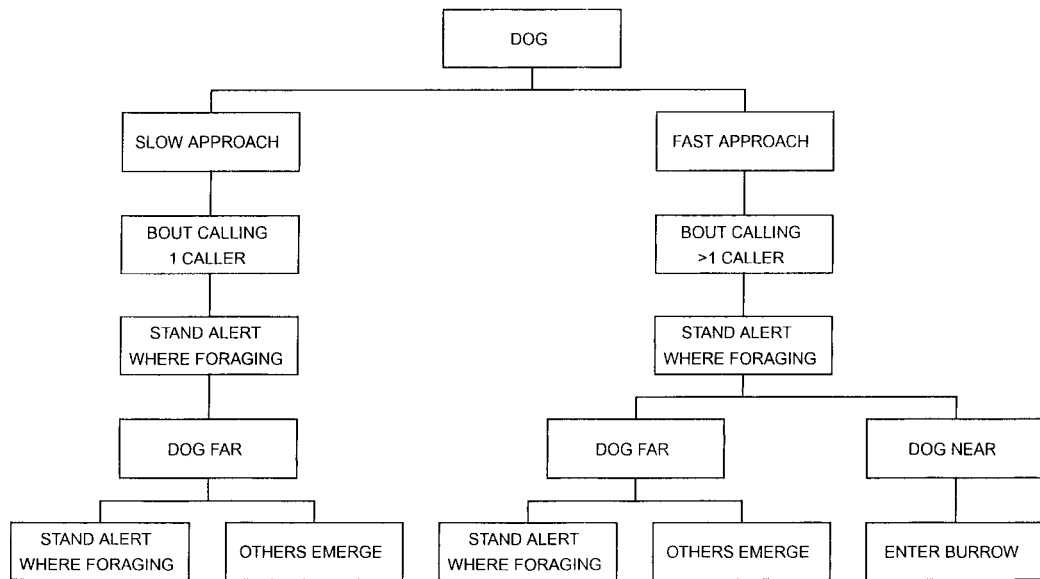 DOG
SLOW APPROACH
FAST APPROACH
BOUT CALLING
1 CALLER
BOUT CALLING
>1 CALLER
STAND ALERT
WHERE FORAGING
STAND ALERT
WHERE FORAGING
DOG FAR
DOG FAR
DOG NEAR
STAND ALERT
WHERE FORAGING
OTHERS EMERGE
STAND ALERT
WHERE FORAGING
OTHERS EMERGE
ENTER BURROW